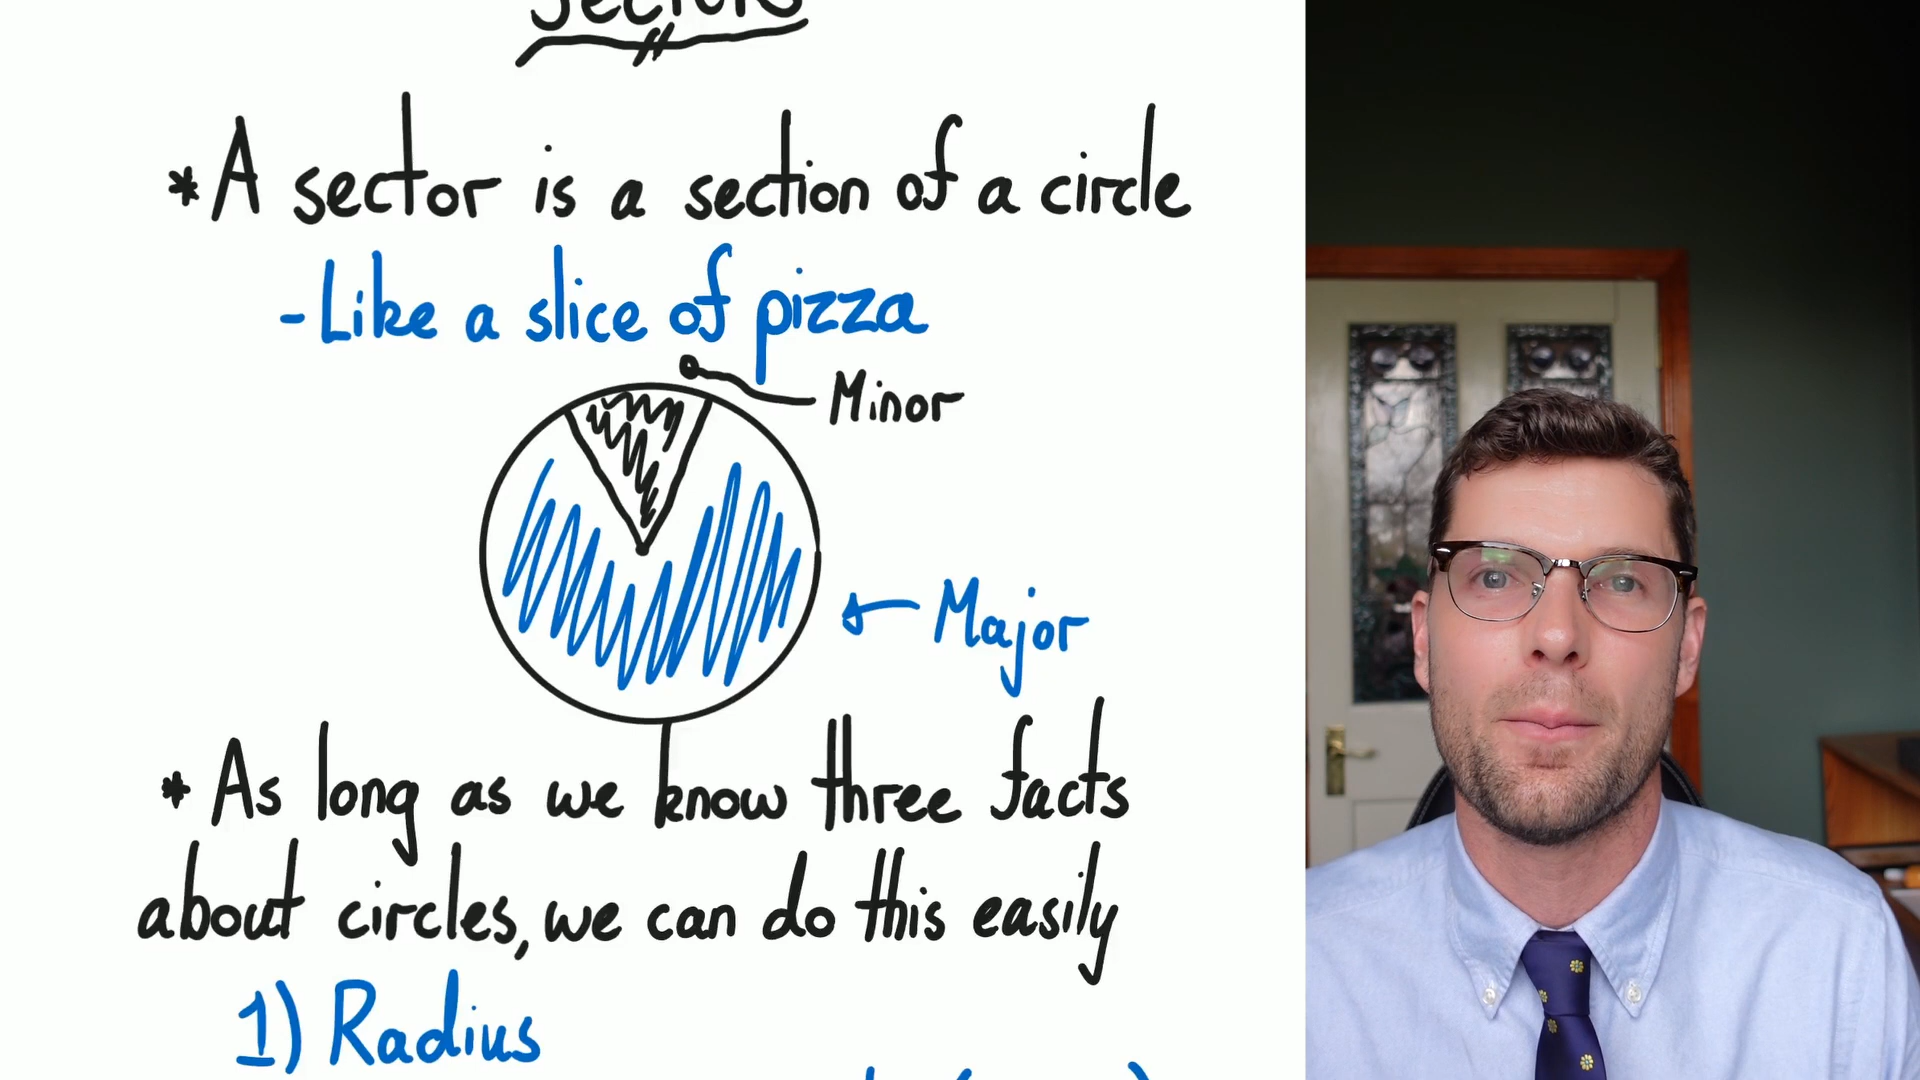 Sectors
*A sector is a section of a circle
-Like a slice of pizza
Minor
Major
* As long as we know three facts
about circles, we can do this easily
1) Radius